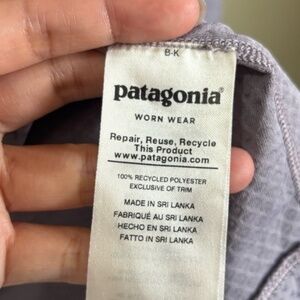 B-K
patagonia®
WORN WEAR
Repair, Reuse, Recycle
This Product
www.patagonia.com
100% RECYCLED POLYESTER
EXCLUSIVE OF TRIM
MADE IN SRI LANKA
FABRIQUÉ AU SRI LANKA
HECHO EN SRI LANKA
FATTO IN SRI LANKA